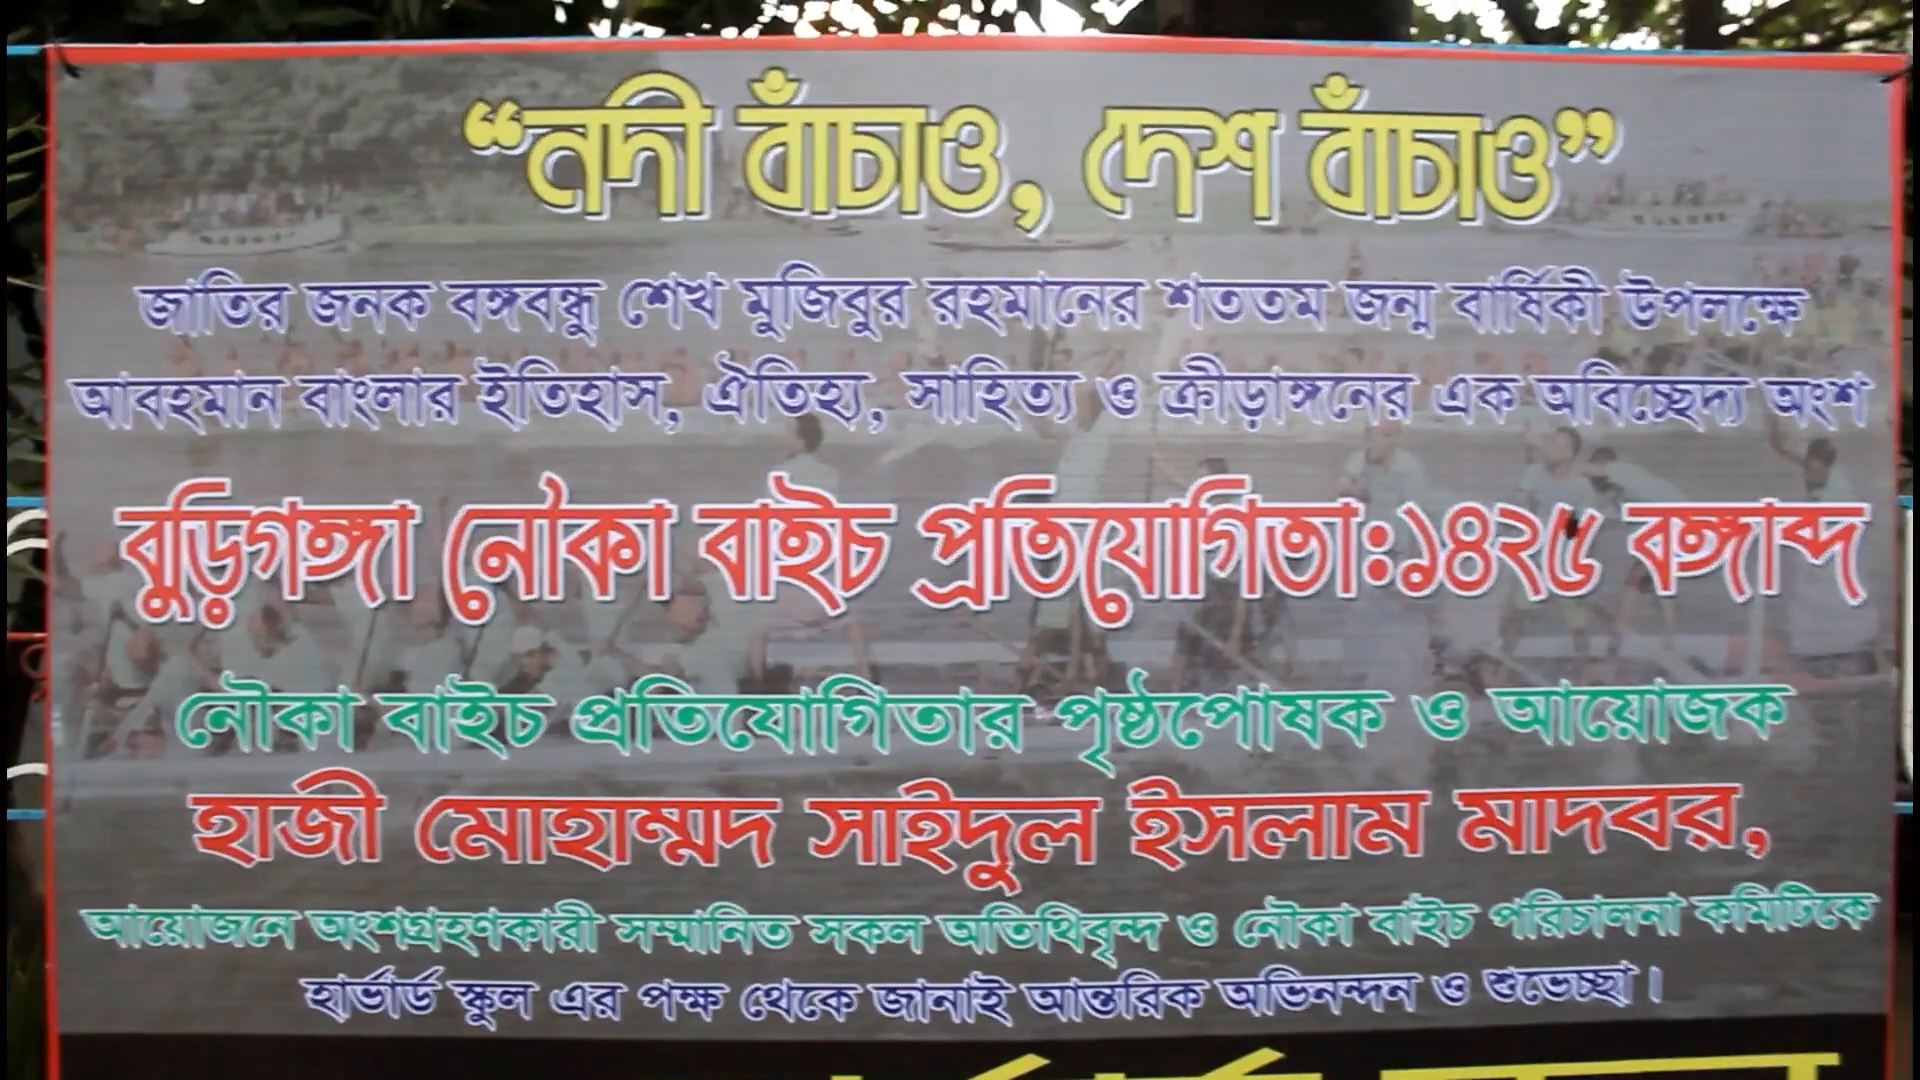 “নদী বাঁচাও, দেশ বাঁচাও”
জাতির জনক বঙ্গবন্ধু শেখ মুজিবুর রহমানের শততম জন্ম বার্ষিকী উপলক্ষে
আবহমান বাংলার ইতিহাস, ঐতিহ্য, সাহিত্য ও ক্রীড়াঙ্গনের এক অবিচ্ছেদ্য অংশ
বুড়িগঙ্গা নৌকা বাইচ প্রতিযোগিতা:১৪২৫ বঙ্গাব্দ
নৌকা বাইচ প্রতিযোগিতার পৃষ্ঠপোষক ও আয়োজক
হাজী মোহাম্মদ সাইদুল ইসলাম মাদবর,
আয়োজনে অংশগ্রহণকারী সম্মানিত সকল অতিথিবৃন্দ ও নৌকা বাইচ পরিচালনা কমিটিকে
হার্ভার্ড স্কুল এর পক্ষ থেকে জানাই আন্তরিক অভিনন্দন ও শুভেচ্ছা।